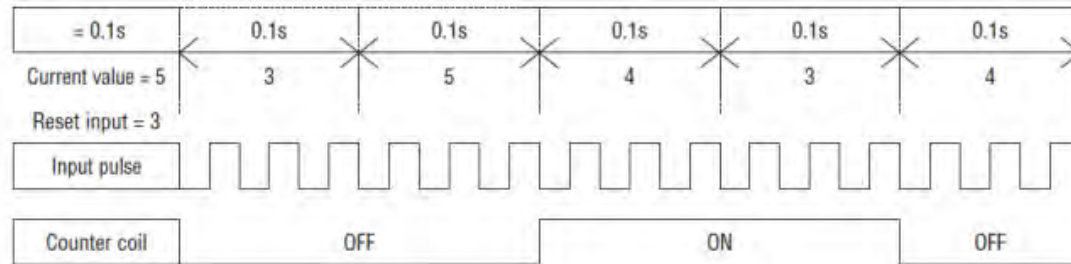 = 0.1s 0.1s 0.1s 0.1s 0.1s 0.1s
Current value = 5 3 5 4 3 4
Reset input = 3
Input pulse
Counter coil OFF ON OFF